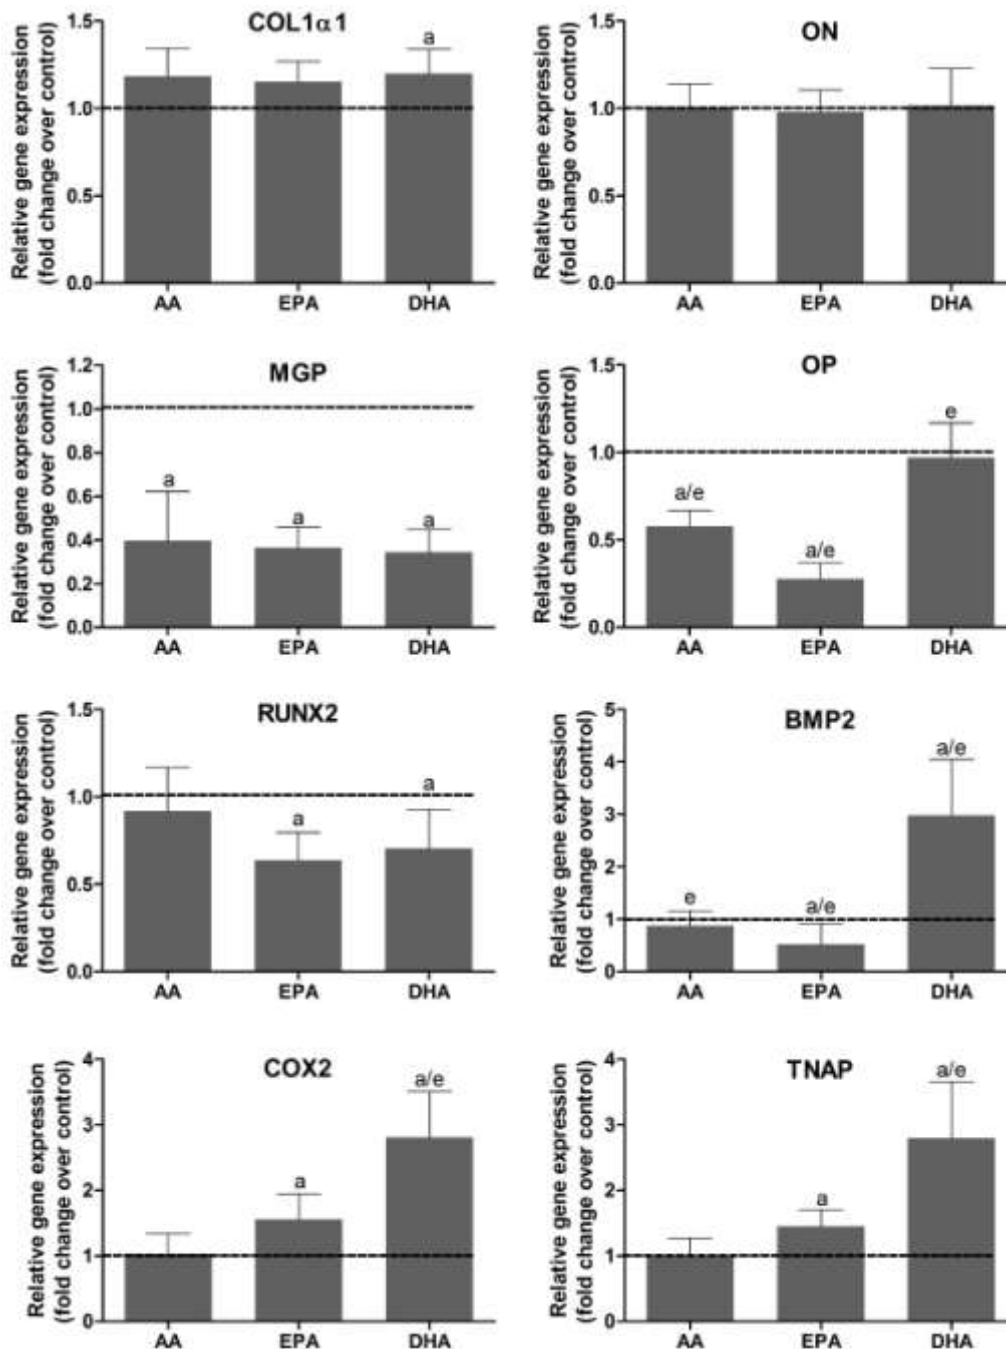 COL1α1
Relative gene expression
(fold change over control)
1.5
1.0
0.5
0.0
a
AA EPA DHA
ON
Relative gene expression
(fold change over control)
1.5
1.0
0.5
0.0
AA EPA DHA
MGP
Relative gene expression
(fold change over control)
1.2
1.0
0.8
0.6
0.4
0.2
0.0
a a a
AA EPA DHA
OP
Relative gene expression
(fold change over control)
1.5
1.0
0.5
0.0
a/e a/e e
AA EPA DHA
RUNX2
Relative gene expression
(fold change over control)
1.5
1.0
0.5
0.0
a a
AA EPA DHA
BMP2
Relative gene expression
(fold change over control)
5
4
3
2
1
0
e a/e a/e
AA EPA DHA
COX2
Relative gene expression
(fold change over control)
4
3
2
1
0
a a/e
AA EPA DHA
TNAP
Relative gene expression
(fold change over control)
4
3
2
1
0
a a/e
AA EPA DHA